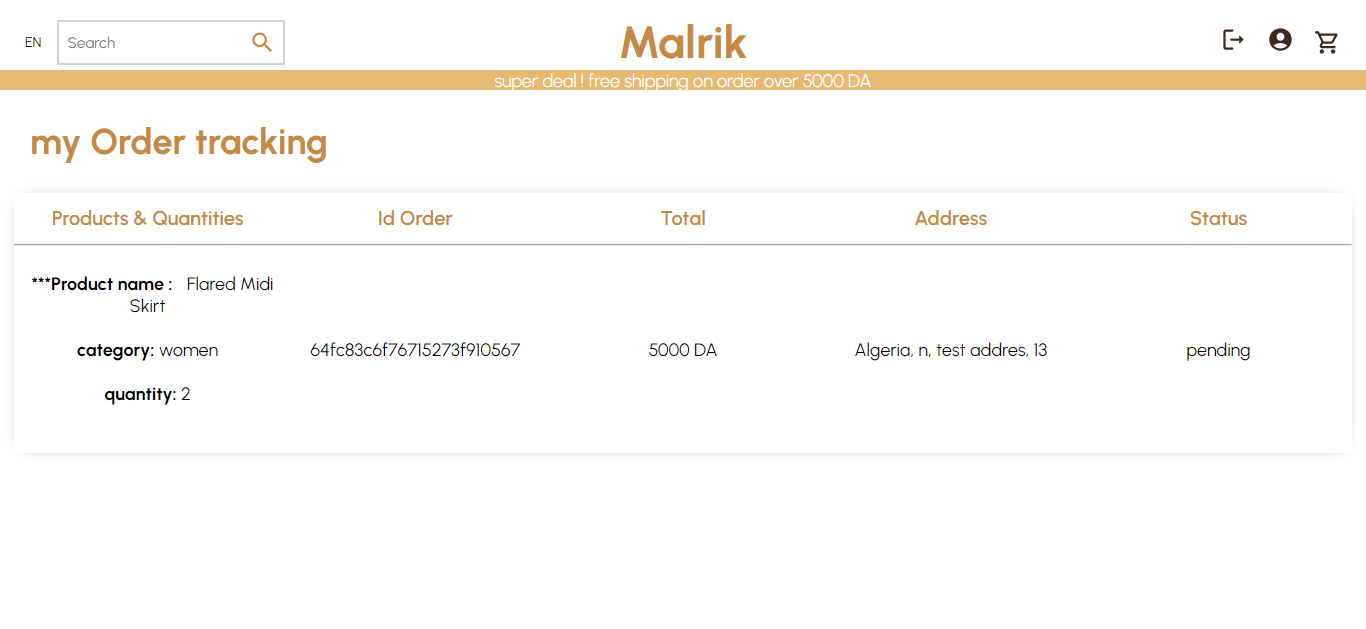 EN
Search
Malrik
super deal ! free shipping on order over 5000 DA
my Order tracking
Products & Quantities Id Order Total Address Status
***Product name : Flared Midi
Skirt
category: women 64fc83c6f76715273f910567 5000 DA Algeria, n, test addres, 13 pending
quantity: 2